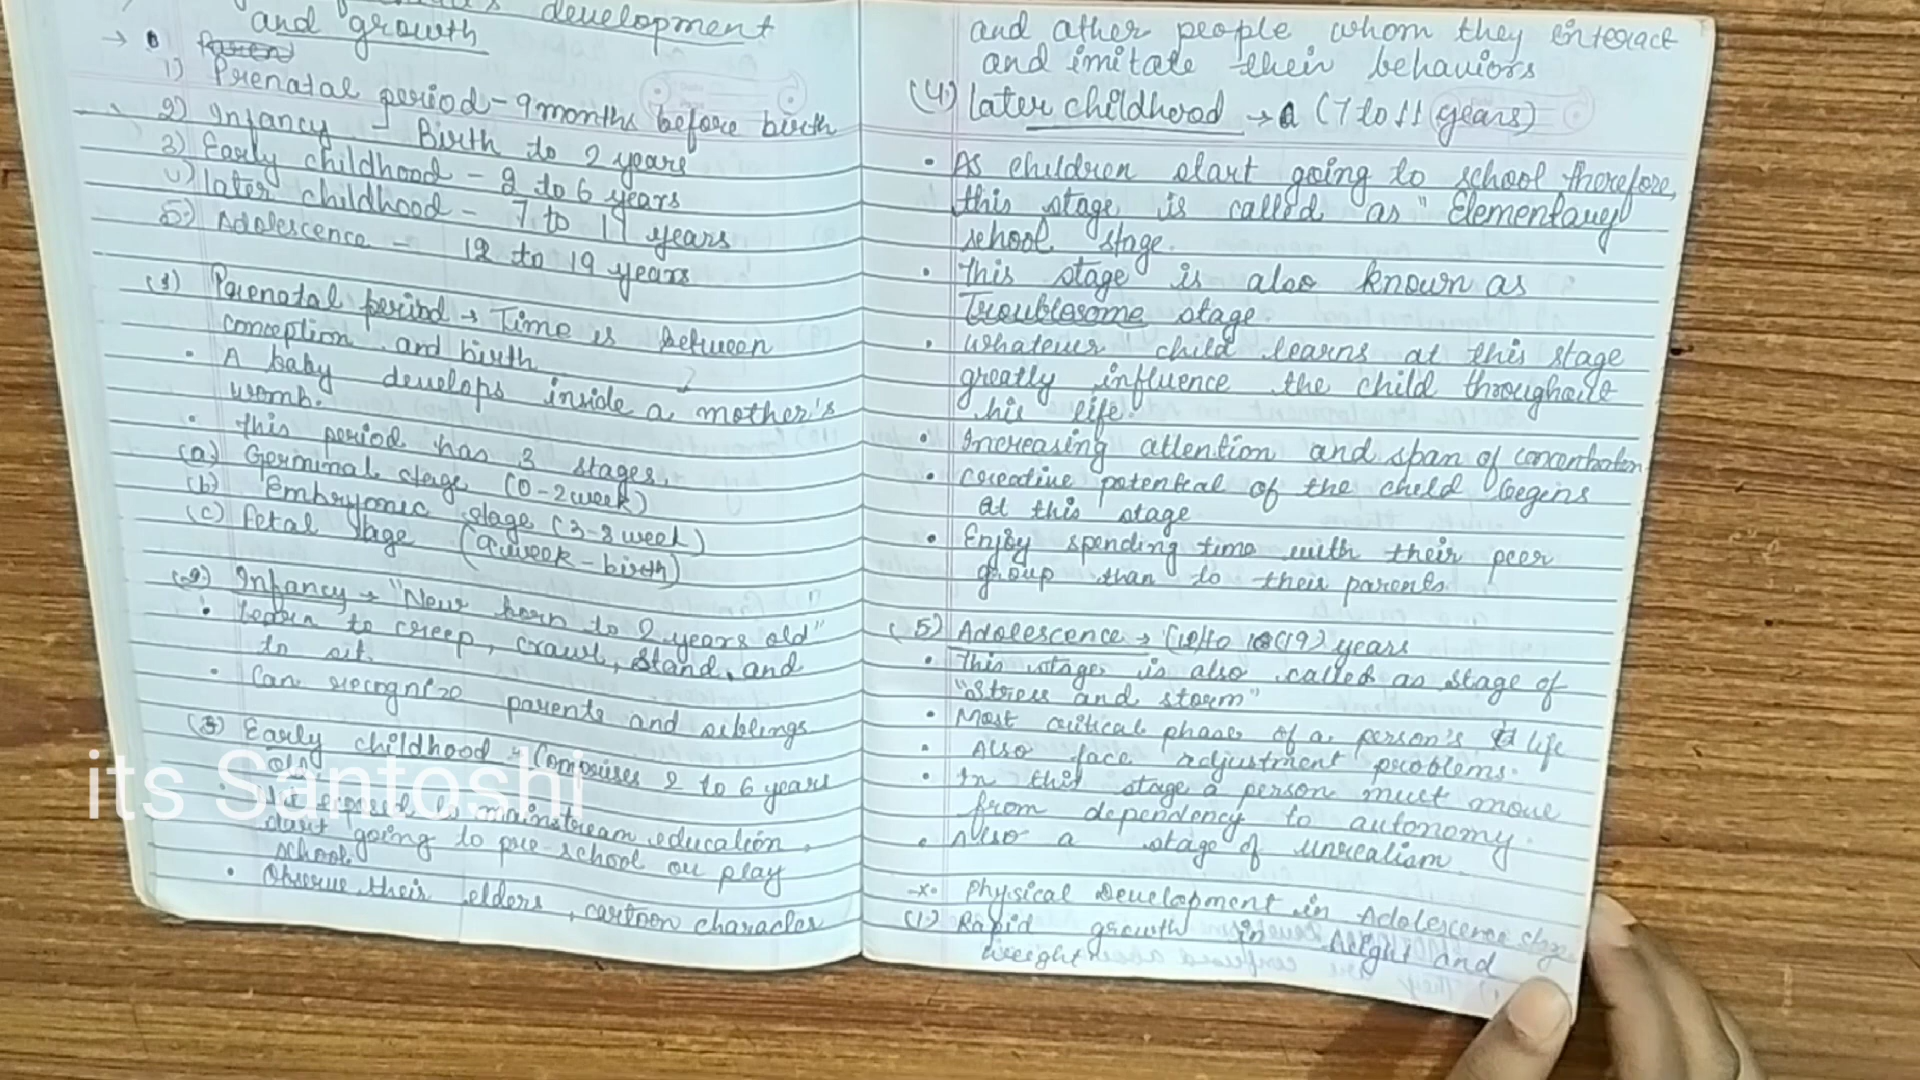 development
and growth
→ •
1) Prenatal period - 9 months before birth
2) Infancy - Birth to 2 years
3) Early childhood - 2 to 6 years
4) later childhood - 7 to 11 years
5) Adolescence - 12 to 19 years
(1) Prenatal period → Time is between
conception and birth
• A baby develops inside a mother's
womb.
• this period has 3 stages.
(a) Germinal stage (0-2 week)
(b) Embryonic stage (3-8 week)
(c) fetal stage (9 week - birth)
(2) Infancy → "New born to 2 years old"
• learn to creep, crawl, stand, and
to sit.
• Can recognize parents and siblings
(3) Early childhood → Comprises 2 to 6 years
old
its Santoshi
• Not exposed to mainstream education,
start going to pre-school or play
school
• Observe their elders, cartoon character
and other people whom they interact
and imitate their behaviors
(4) later childhood → (7 to 11 years)
• As children start going to school therefore,
this stage is called as "Elementary
school stage.
• this stage is also known as
Troublesome stage.
• Whatever child learns at this stage
greatly influence the child throughout
his life.
• Increasing attention and span of concentration
• Creative potential of the child begins
at this stage
• Enjoy spending time with their peer
group than to their parents
(5) Adolescence → (19) years
• This stage is also called as stage of
"Stress and storm"
• Most critical phase of a person's life
• Also face adjustment problems.
• In this stage a person must move
from dependency to autonomy.
• Also a stage of unrealism.
-x• Physical Development in Adolescence stage
(1.) Rapid growth in height and
weight